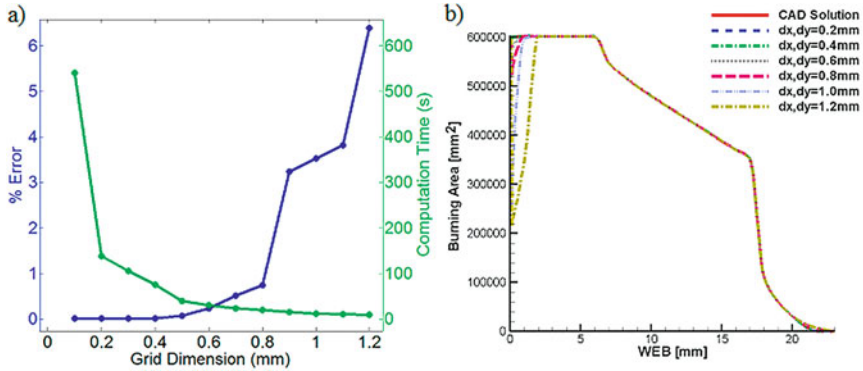 a)
% Error
6
5
4
3
2
1
0
600
500
400
300
200
100
0
Computation Time (s)
0
0.2
0.4
0.6
0.8
1
1.2
Grid Dimension (mm)
b)
CAD Solution
dx,dy=0.2mm
dx,dy=0.4mm
dx,dy=0.6mm
dx,dy=0.8mm
dx,dy=1.0mm
dx,dy=1.2mm
Burning Area [mm²]
600000
500000
400000
300000
200000
100000
0
0
5
10
15
20
WEB [mm]